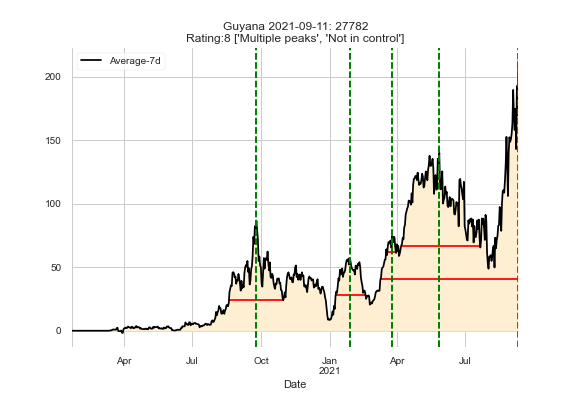 Guyana 2021-09-11: 27782
Rating:8 ['Multiple peaks', 'Not in control']
Average-7d
200
150
100
50
0
Apr Jul Oct Jan Apr Jul
2021
Date